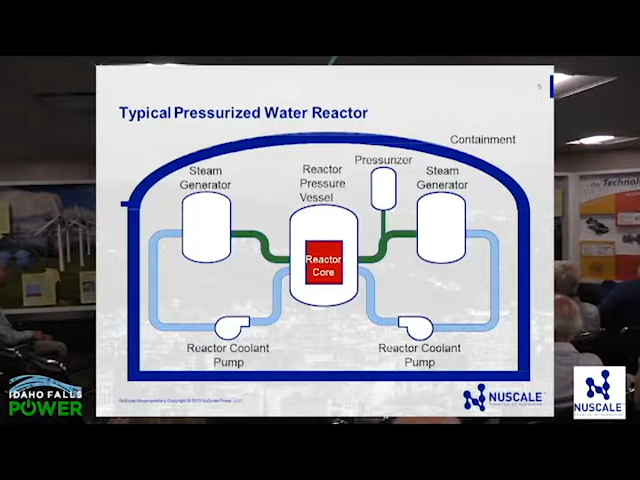 5
Typical Pressurized Water Reactor
Containment
Pressurizer
Steam
Generator
Reactor
Pressure
Vessel
Steam
Generator
Reactor
Core
Reactor Coolant
Pump
Reactor Coolant
Pump
NUSCALE
IDAHO FALLS
POWER
NUSCALE